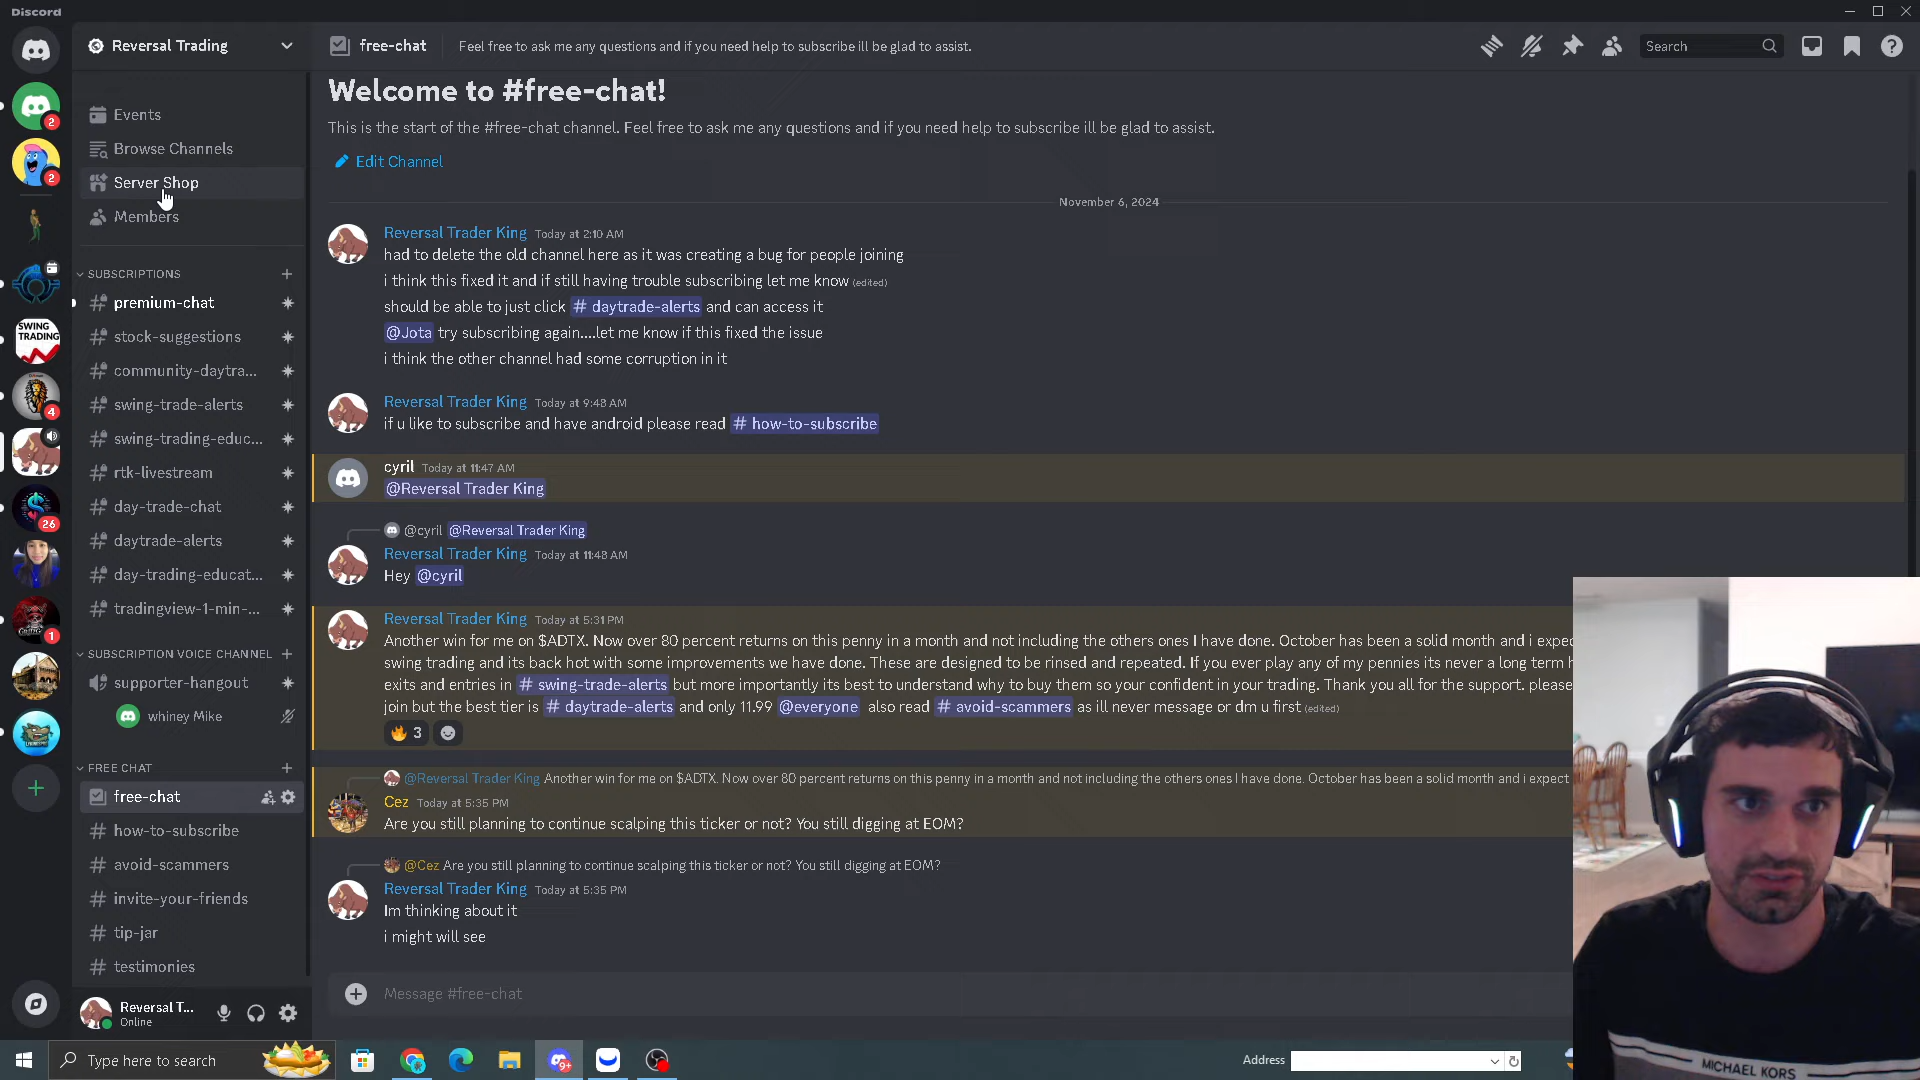 Discord
Reversal Trading
free-chat
Feel free to ask me any questions and if you need help to subscribe ill be glad to assist.
Search
Events
Browse Channels
Server Shop
Members
SUBSCRIPTIONS
premium-chat
stock-suggestions
community-daytra...
swing-trade-alerts
swing-trading-educ...
rtk-livestream
day-trade-chat
daytrade-alerts
day-trading-educat...
tradingview-1-min-...
SUBSCRIPTION VOICE CHANNEL
supporter-hangout
whiney Mike
FREE CHAT
free-chat
how-to-subscribe
avoid-scammers
invite-your-friends
tip-jar
testimonies
Reversal T...
Online
2
2
SWING
TRADING
4
26
1
Welcome to #free-chat!
This is the start of the #free-chat channel. Feel free to ask me any questions and if you need help to subscribe ill be glad to assist.
Edit Channel
November 6, 2024
Reversal Trader King Today at 2:10 AM
had to delete the old channel here as it was creating a bug for people joining
i think this fixed it and if still having trouble subscribing let me know (edited)
should be able to just click # daytrade-alerts and can access it
@Jota try subscribing again....let me know if this fixed the issue
i think the other channel had some corruption in it
Reversal Trader King Today at 9:48 AM
if u like to subscribe and have android please read # how-to-subscribe
cyril Today at 11:47 AM
@Reversal Trader King
@cyril @Reversal Trader King
Reversal Trader King Today at 11:48 AM
Hey @cyril
Reversal Trader King Today at 5:31 PM
Another win for me on $ADTX. Now over 80 percent returns on this penny in a month and not including the others ones I have done. October has been a solid month and i expec
swing trading and its back hot with some improvements we have done. These are designed to be rinsed and repeated. If you ever play any of my pennies its never a long term h
exits and entries in # swing-trade-alerts but more importantly its best to understand why to buy them so your confident in your trading. Thank you all for the support. please
join but the best tier is # daytrade-alerts and only 11.99 @everyone also read # avoid-scammers as ill never message or dm u first (edited)
3
@Reversal Trader King Another win for me on $ADTX. Now over 80 percent returns on this penny in a month and not including the others ones I have done. October has been a solid month and i expect
Cez Today at 5:35 PM
Are you still planning to continue scalping this ticker or not? You still digging at EOM?
@Cez Are you still planning to continue scalping this ticker or not? You still digging at EOM?
Reversal Trader King Today at 5:35 PM
Im thinking about it
i might will see
Message #free-chat
MICHAEL KORS
Type here to search
9+
Address